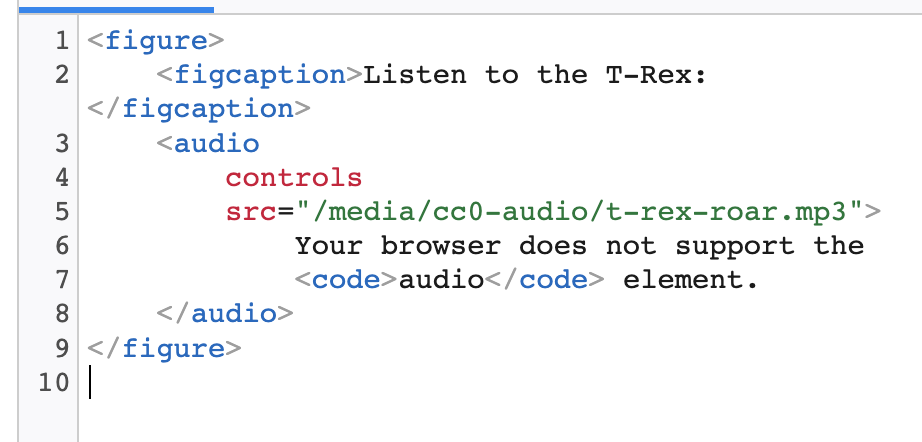 1 <figure>
2     <figcaption>Listen to the T-Rex:
</figcaption>
3     <audio
4         controls
5         src="/media/cc0-audio/t-rex-roar.mp3">
6             Your browser does not support the
7             <code>audio</code> element.
8     </audio>
9 </figure>
10